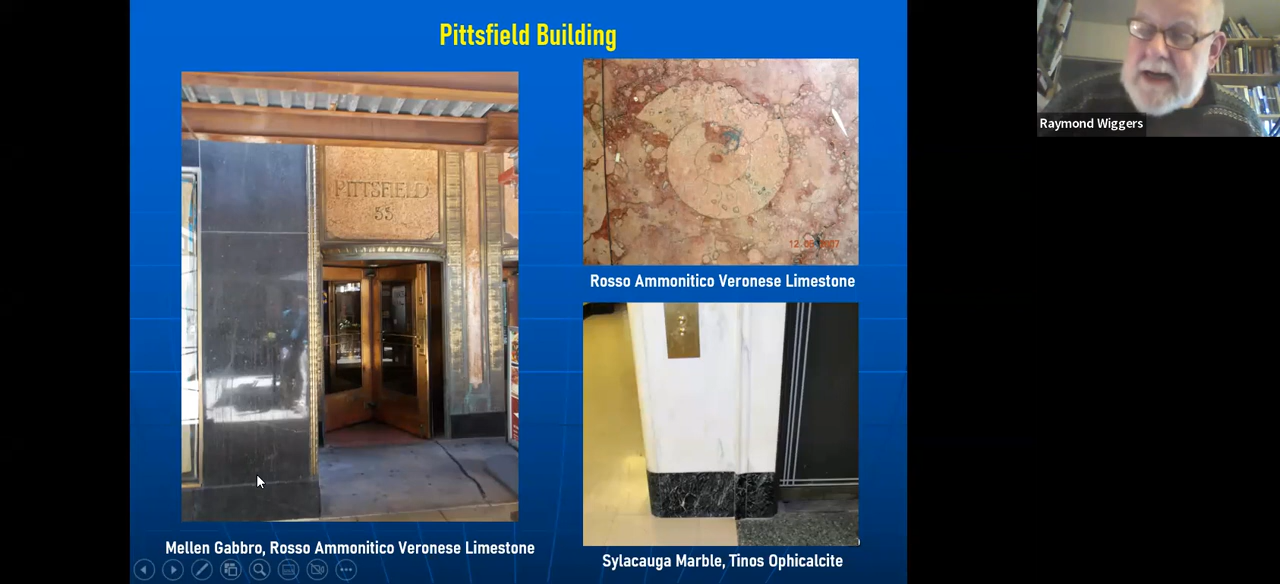 Pittsfield Building
PITTSFIELD
55
Rosso Ammonitico Veronese Limestone
Mellen Gabbro, Rosso Ammonitico Veronese Limestone
Sylacauga Marble, Tinos Ophicalcite
Raymond Wiggers